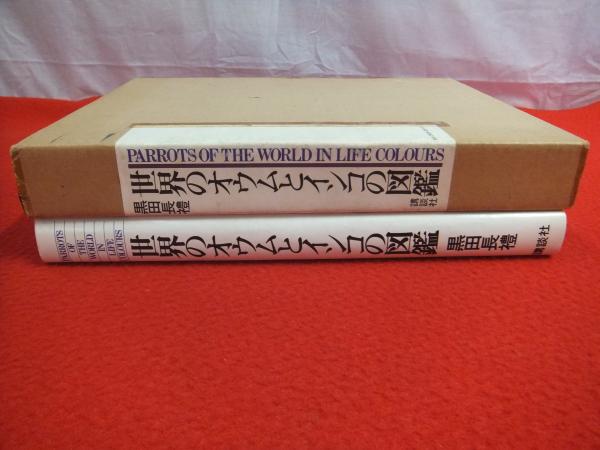 PARROTS OF THE WORLD IN LIFE COLOURS
世界のオウムとインコの図鑑
黒田長禮
講談社
PARROTS
OF
THE
WORLD
IN
LIFE
COLOURS
世界のオウムとインコの図鑑
黒田長禮
講談社